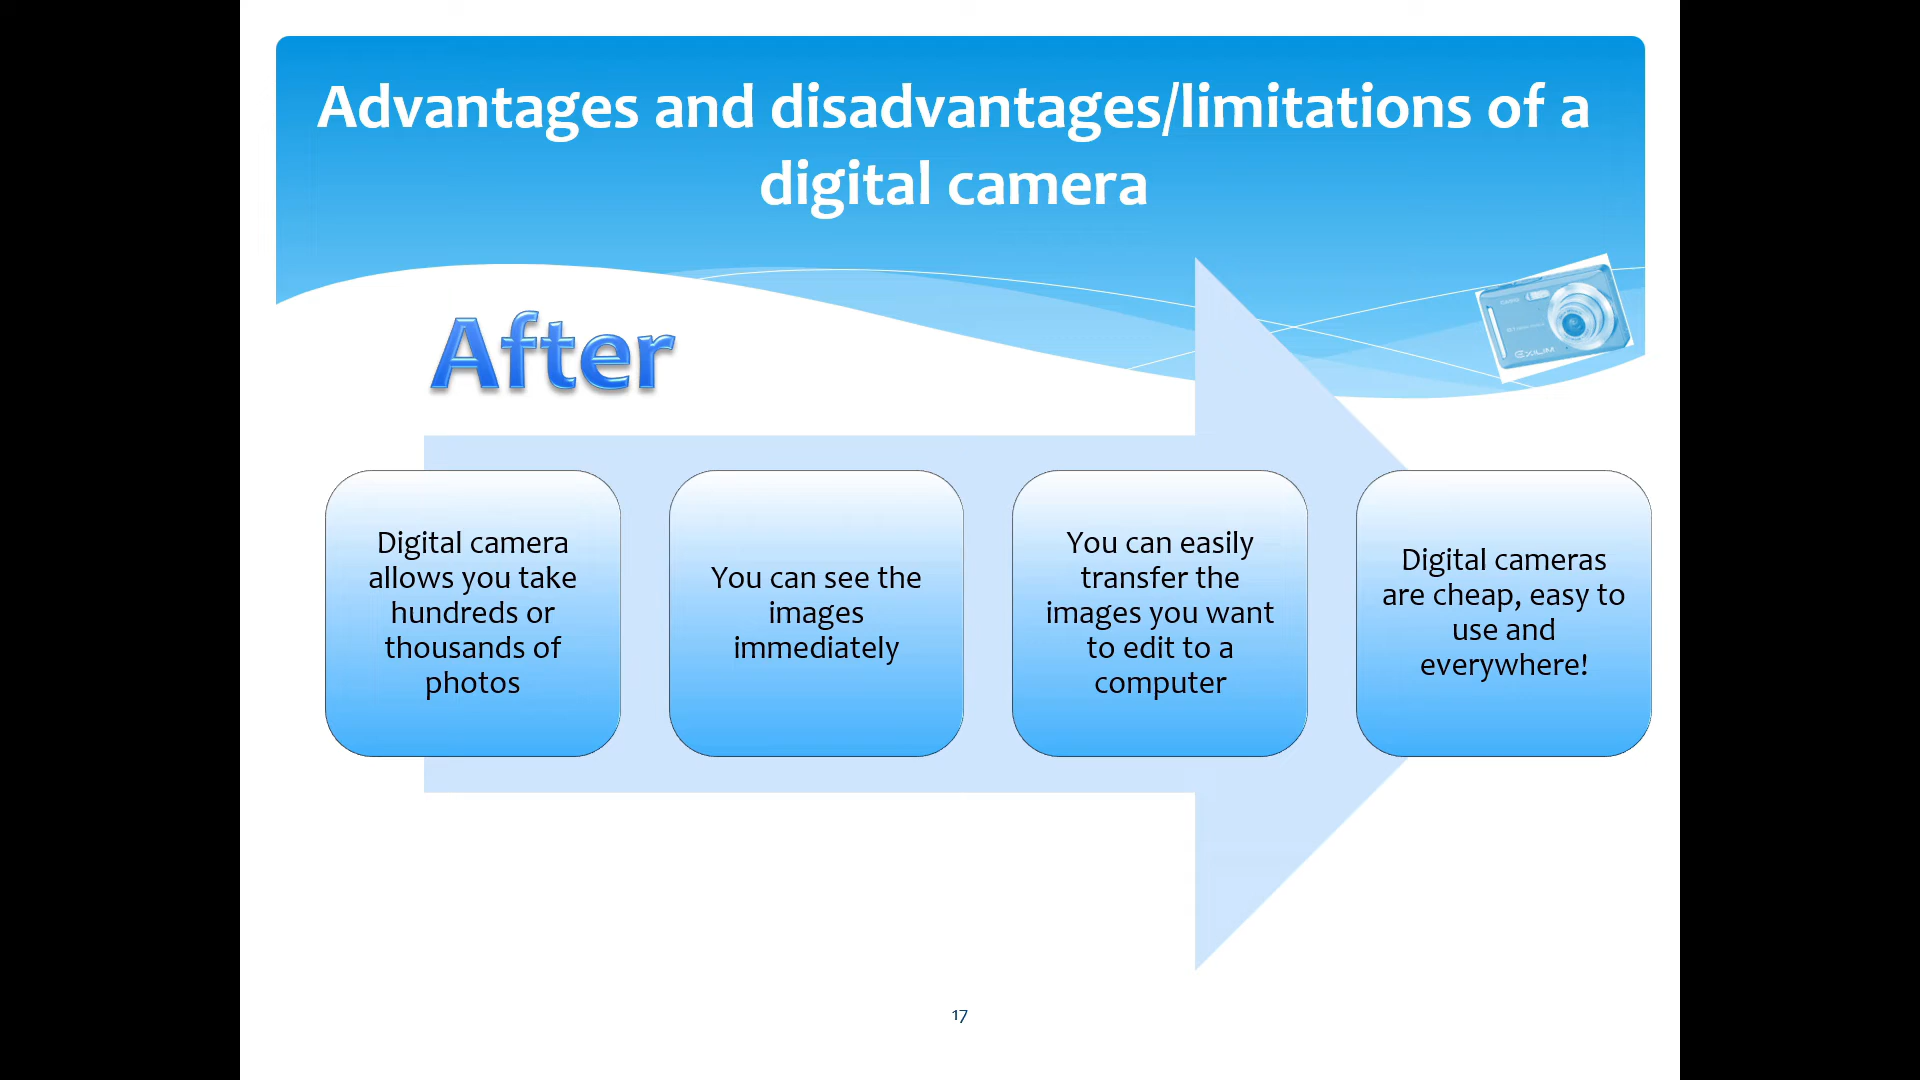 Advantages and disadvantages/limitations of a
digital camera
After
EXILIM
Digital camera
allows you take
hundreds or
thousands of
photos
You can see the
images
immediately
You can easily
transfer the
images you want
to edit to a
computer
Digital cameras
are cheap, easy to
use and
everywhere!
17